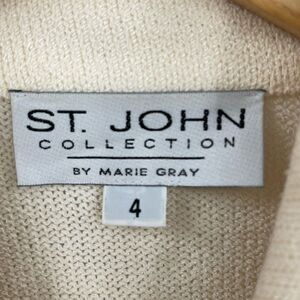 ST. JOHN
COLLECTION
BY MARIE GRAY
4